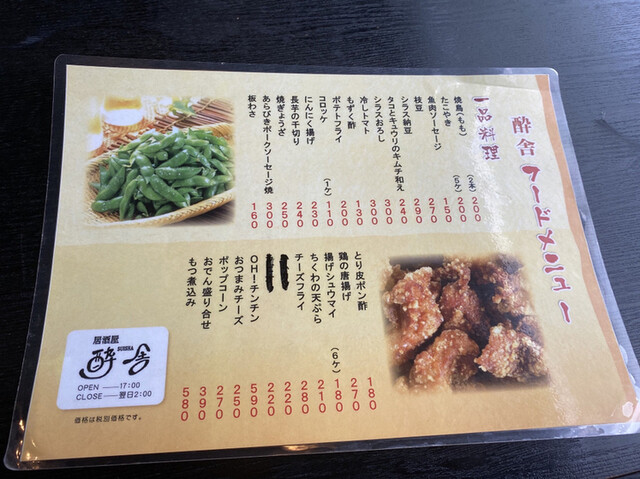 酔舎 フードメニュー
一品料理
焼鳥(もも) (2本) 200
たこやき (5ケ) 200
魚肉ソーセージ 150
枝豆 270
シラス納豆 290
タコとキュウリのキムチ和え 240
シラスおろし 300
冷しトマト 300
もずく酢 130
ポテトフライ 200
コロッケ (1ケ) 110
にんにく揚げ 230
長芋の千切り 240
焼ぎょうざ 250
あらびきポークソーセージ焼 300
板わさ 160
とり皮ポン酢 180
鶏の唐揚げ 270
揚げシュウマイ (6ケ) 180
ちくわの天ぷら 210
チーズフライ 280
220
220
OH!チンチン 590
おつまみチーズ 250
ポップコーン 270
おでん盛り合せ 390
もつ煮込み 580
居酒屋
酔舎
OPEN ——17:00
CLOSE ——翌日2:00
価格は税別価格です。